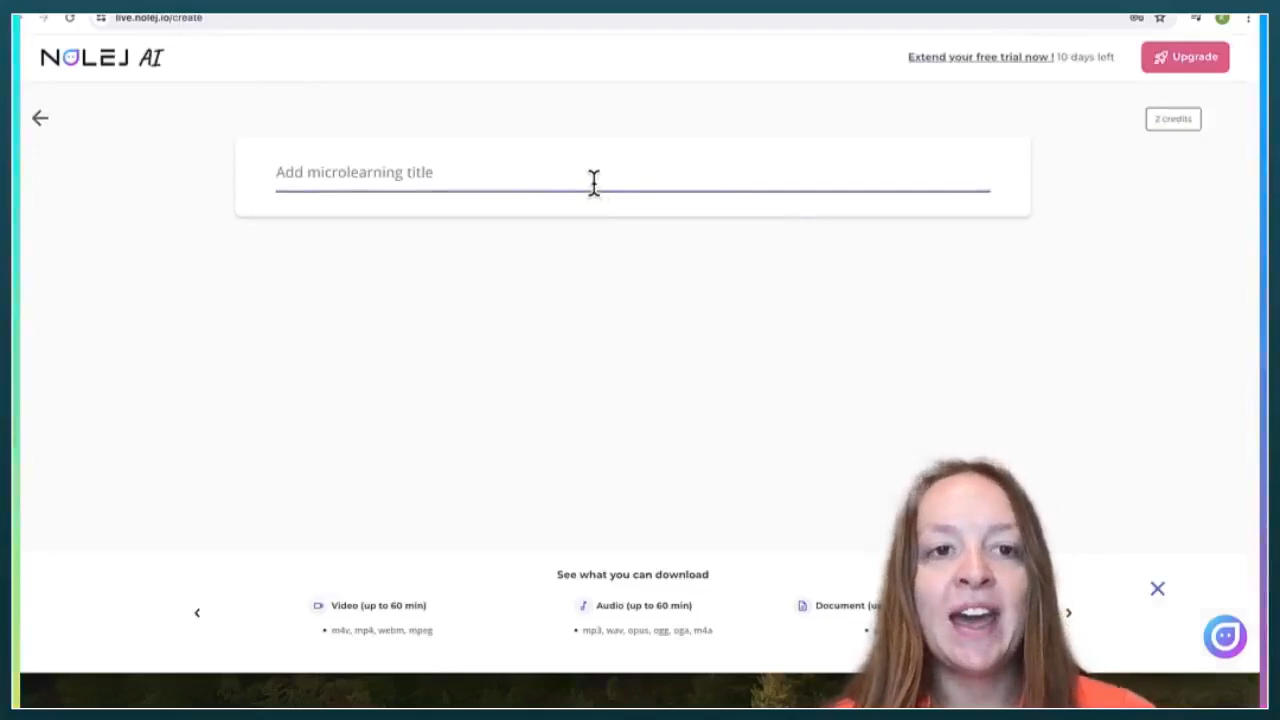 live.nolej.io/create
NOLEJ AI
Extend your free trial now ! 10 days left
Upgrade
2 credits
Add microlearning title
See what you can download
Video (up to 60 min)
• m4v, mp4, webm, mpeg
Audio (up to 60 min)
• mp3, wav, opus, ogg, oga, m4a
Document (u